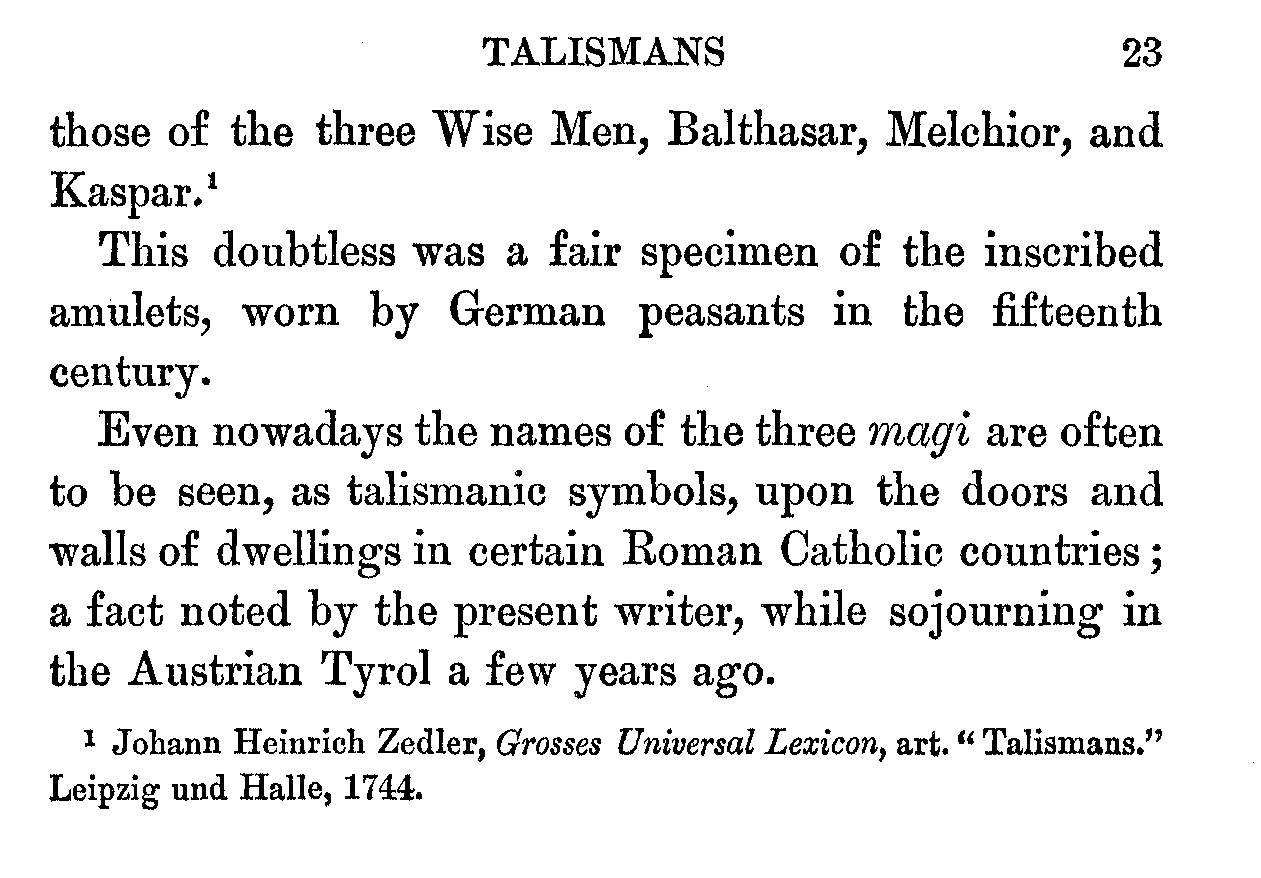 TALISMANS 23
those of the three Wise Men, Balthasar, Melchior, and
Kaspar.¹
This doubtless was a fair specimen of the inscribed
amulets, worn by German peasants in the fifteenth
century.
Even nowadays the names of the three magi are often
to be seen, as talismanic symbols, upon the doors and
walls of dwellings in certain Roman Catholic countries ;
a fact noted by the present writer, while sojourning in
the Austrian Tyrol a few years ago.
¹ Johann Heinrich Zedler, Grosses Universal Lexicon, art. “ Talismans.”
Leipzig und Halle, 1744.